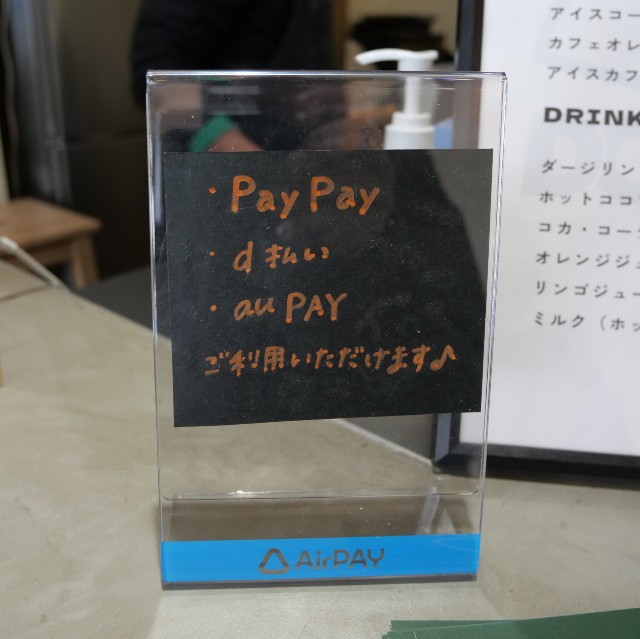 ・PayPay
・d払い
・au PAY
ご利用いただけます♪
AirPAY
アイスコー
カフェオレ
アイスカフ
DRINK
ダージリン
ホットココ
コカ・コー
オレンジジ
リンゴジュー
ミルク（ホッ